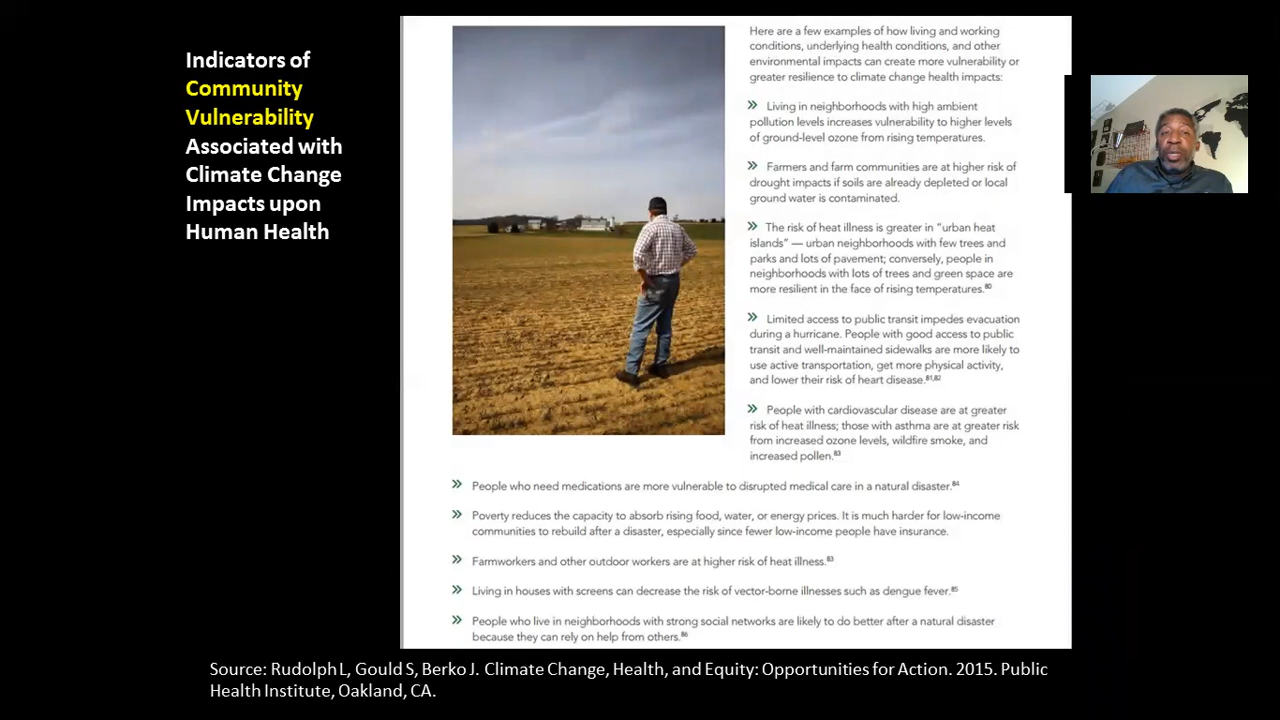 Indicators of
Community
Vulnerability
Associated with
Climate Change
Impacts upon
Human Health
Here are a few examples of how living and working
conditions, underlying health conditions, and other
environmental impacts can create more vulnerability or
greater resilience to climate change health impacts:
» Living in neighborhoods with high ambient
pollution levels increases vulnerability to higher levels
of ground-level ozone from rising temperatures.
» Farmers and farm communities are at higher risk of
drought impacts if soils are already depleted or local
ground water is contaminated.
» The risk of heat illness is greater in “urban heat
islands” — urban neighborhoods with few trees and
parks and lots of pavement; conversely, people in
neighborhoods with lots of trees and green space are
more resilient in the face of rising temperatures.80
» Limited access to public transit impedes evacuation
during a hurricane. People with good access to public
transit and well-maintained sidewalks are more likely to
use active transportation, get more physical activity,
and lower their risk of heart disease.81,82
» People with cardiovascular disease are at greater
risk of heat illness; those with asthma are at greater risk
from increased ozone levels, wildfire smoke, and
increased pollen.83
» People who need medications are more vulnerable to disrupted medical care in a natural disaster.84
» Poverty reduces the capacity to absorb rising food, water, or energy prices. It is much harder for low-income
communities to rebuild after a disaster, especially since fewer low-income people have insurance.
» Farmworkers and other outdoor workers are at higher risk of heat illness.83
» Living in houses with screens can decrease the risk of vector-borne illnesses such as dengue fever.85
» People who live in neighborhoods with strong social networks are likely to do better after a natural disaster
because they can rely on help from others.86
Source: Rudolph L, Gould S, Berko J. Climate Change, Health, and Equity: Opportunities for Action. 2015. Public
Health Institute, Oakland, CA.